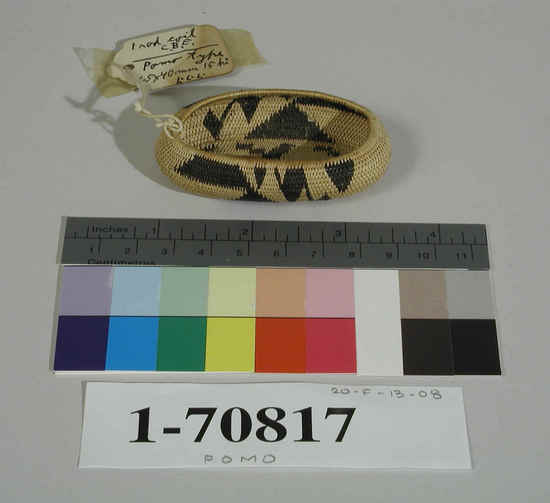 1 rod coil
C.B.F.
Pomo type
Inches 1 2 3 4
1 2 3 4 5 6 7 8 9 10 11
Centimetres
20-F-13-08
1-70817
POMO